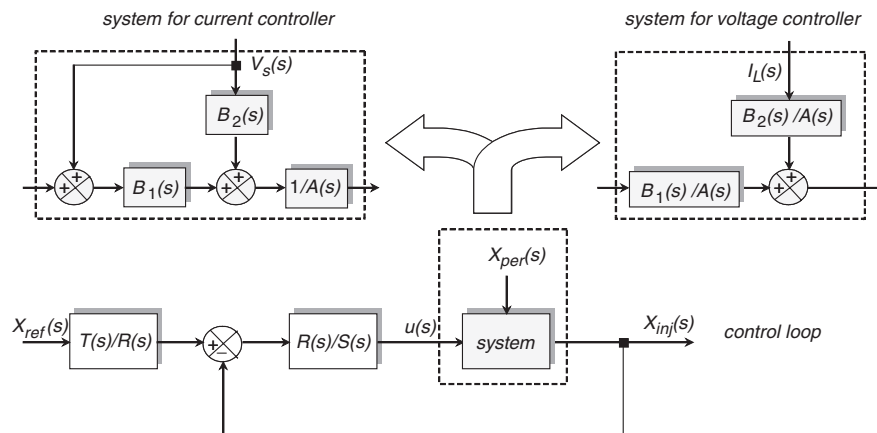 system for current controller
system for voltage controller
V_s(s)
B_2(s)
+
+
B_1(s)
+
+
1/A(s)
I_L(s)
B_2(s)/A(s)
B_1(s)/A(s)
+
+
X_per(s)
X_ref(s)
T(s)/R(s)
+
−
R(s)/S(s)
u(s)
system
X_inj(s)
control loop